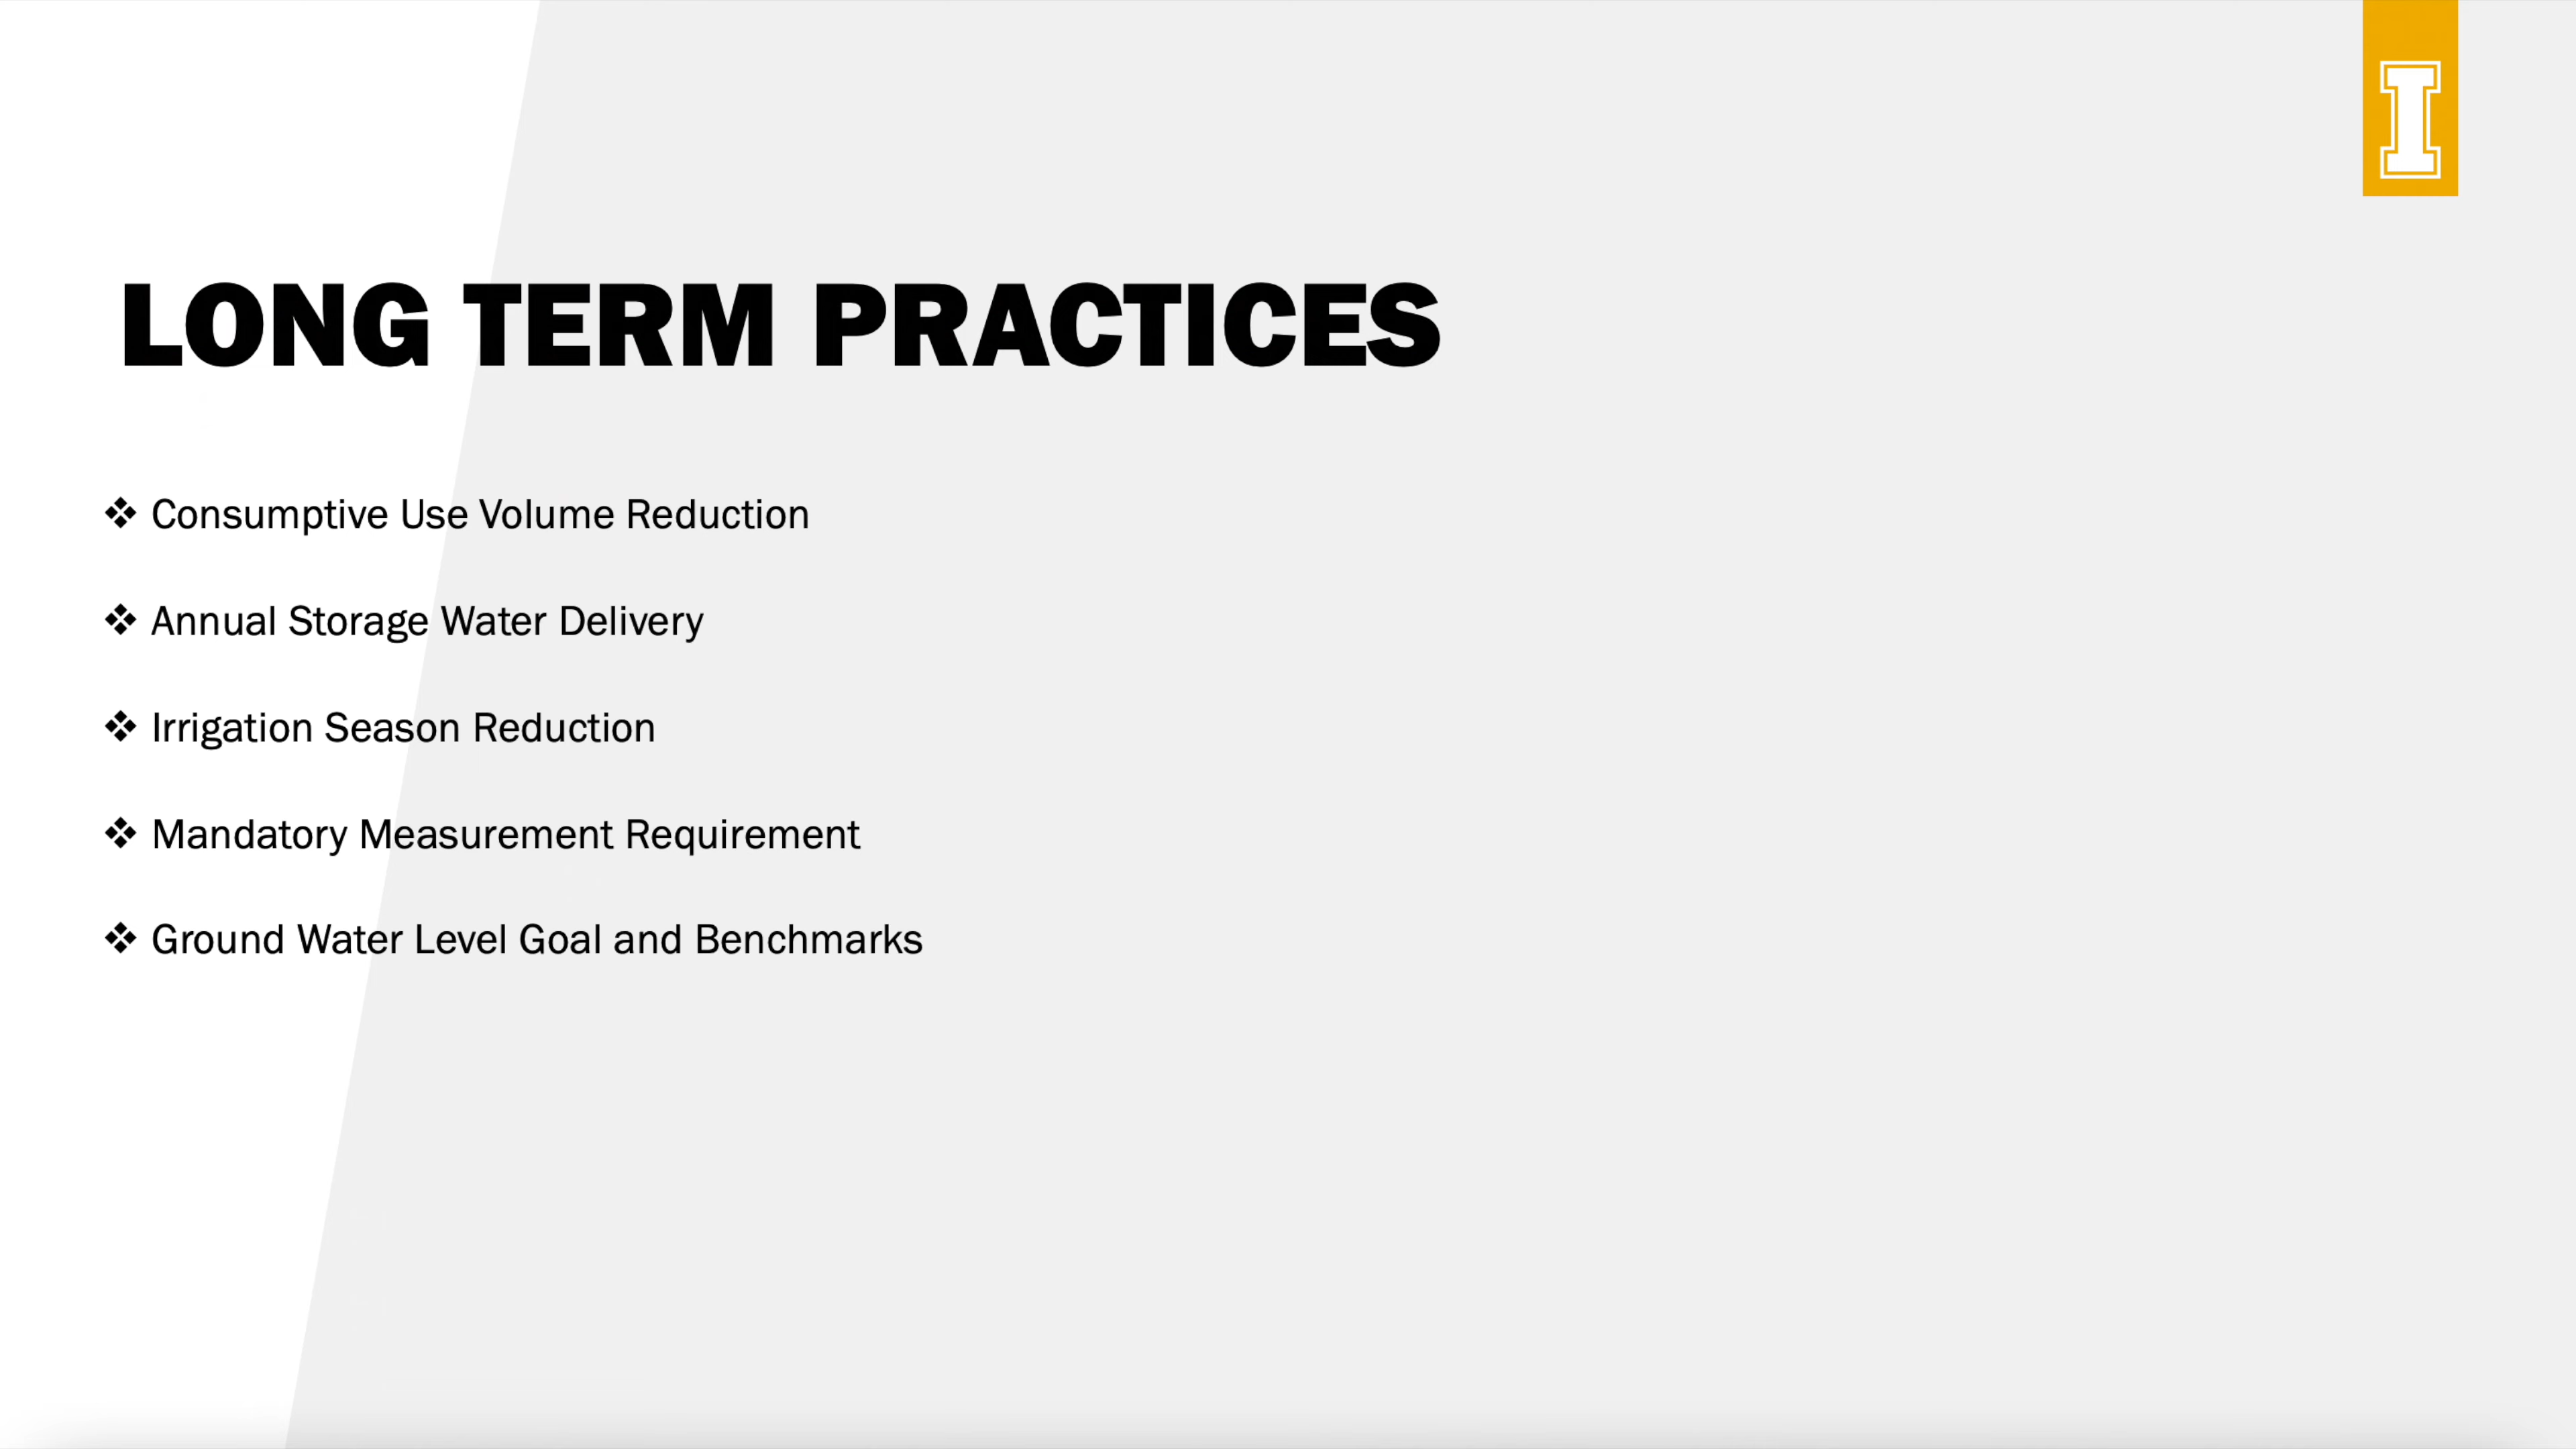 I
LONG TERM PRACTICES
❖ Consumptive Use Volume Reduction
❖ Annual Storage Water Delivery
❖ Irrigation Season Reduction
❖ Mandatory Measurement Requirement
❖ Ground Water Level Goal and Benchmarks